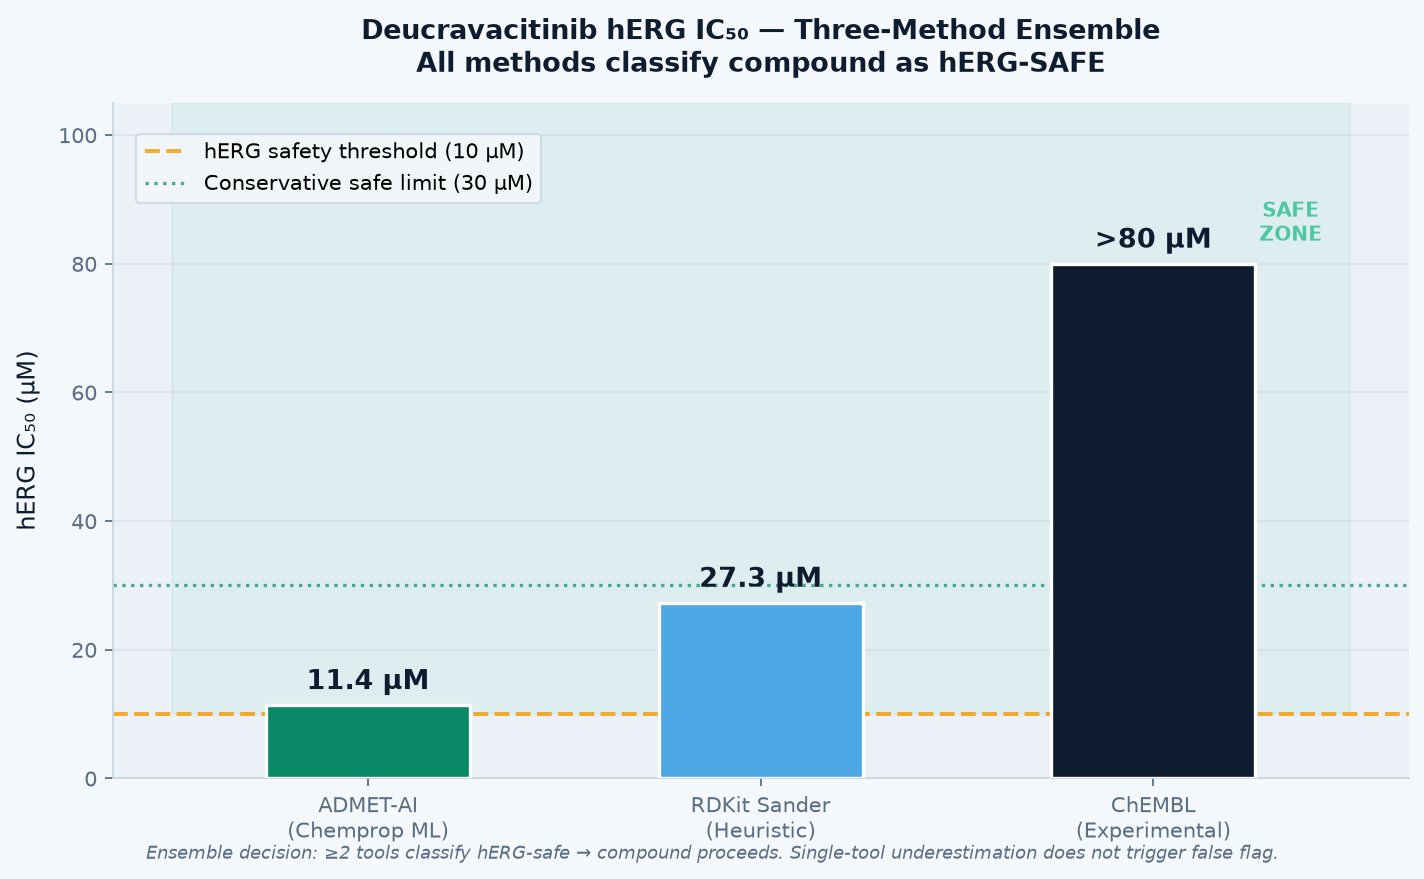 Deucravacitinib hERG IC₅₀ — Three-Method Ensemble
All methods classify compound as hERG-SAFE
hERG safety threshold (10 μM)
Conservative safe limit (30 μM)
SAFE
ZONE
>80 μM
27.3 μM
11.4 μM
hERG IC₅₀ (μM)
100
80
60
40
20
0
ADMET-AI
(Chemprop ML)
RDKit Sander
(Heuristic)
ChEMBL
(Experimental)
Ensemble decision: ≥2 tools classify hERG-safe → compound proceeds. Single-tool underestimation does not trigger false flag.